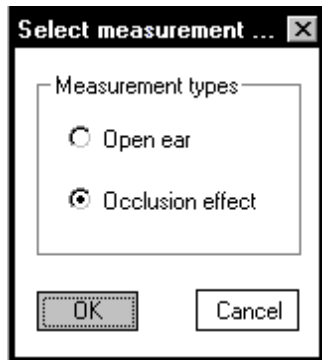 Select measurement ...
Measurement types
Open ear
Occlusion effect
OK
Cancel